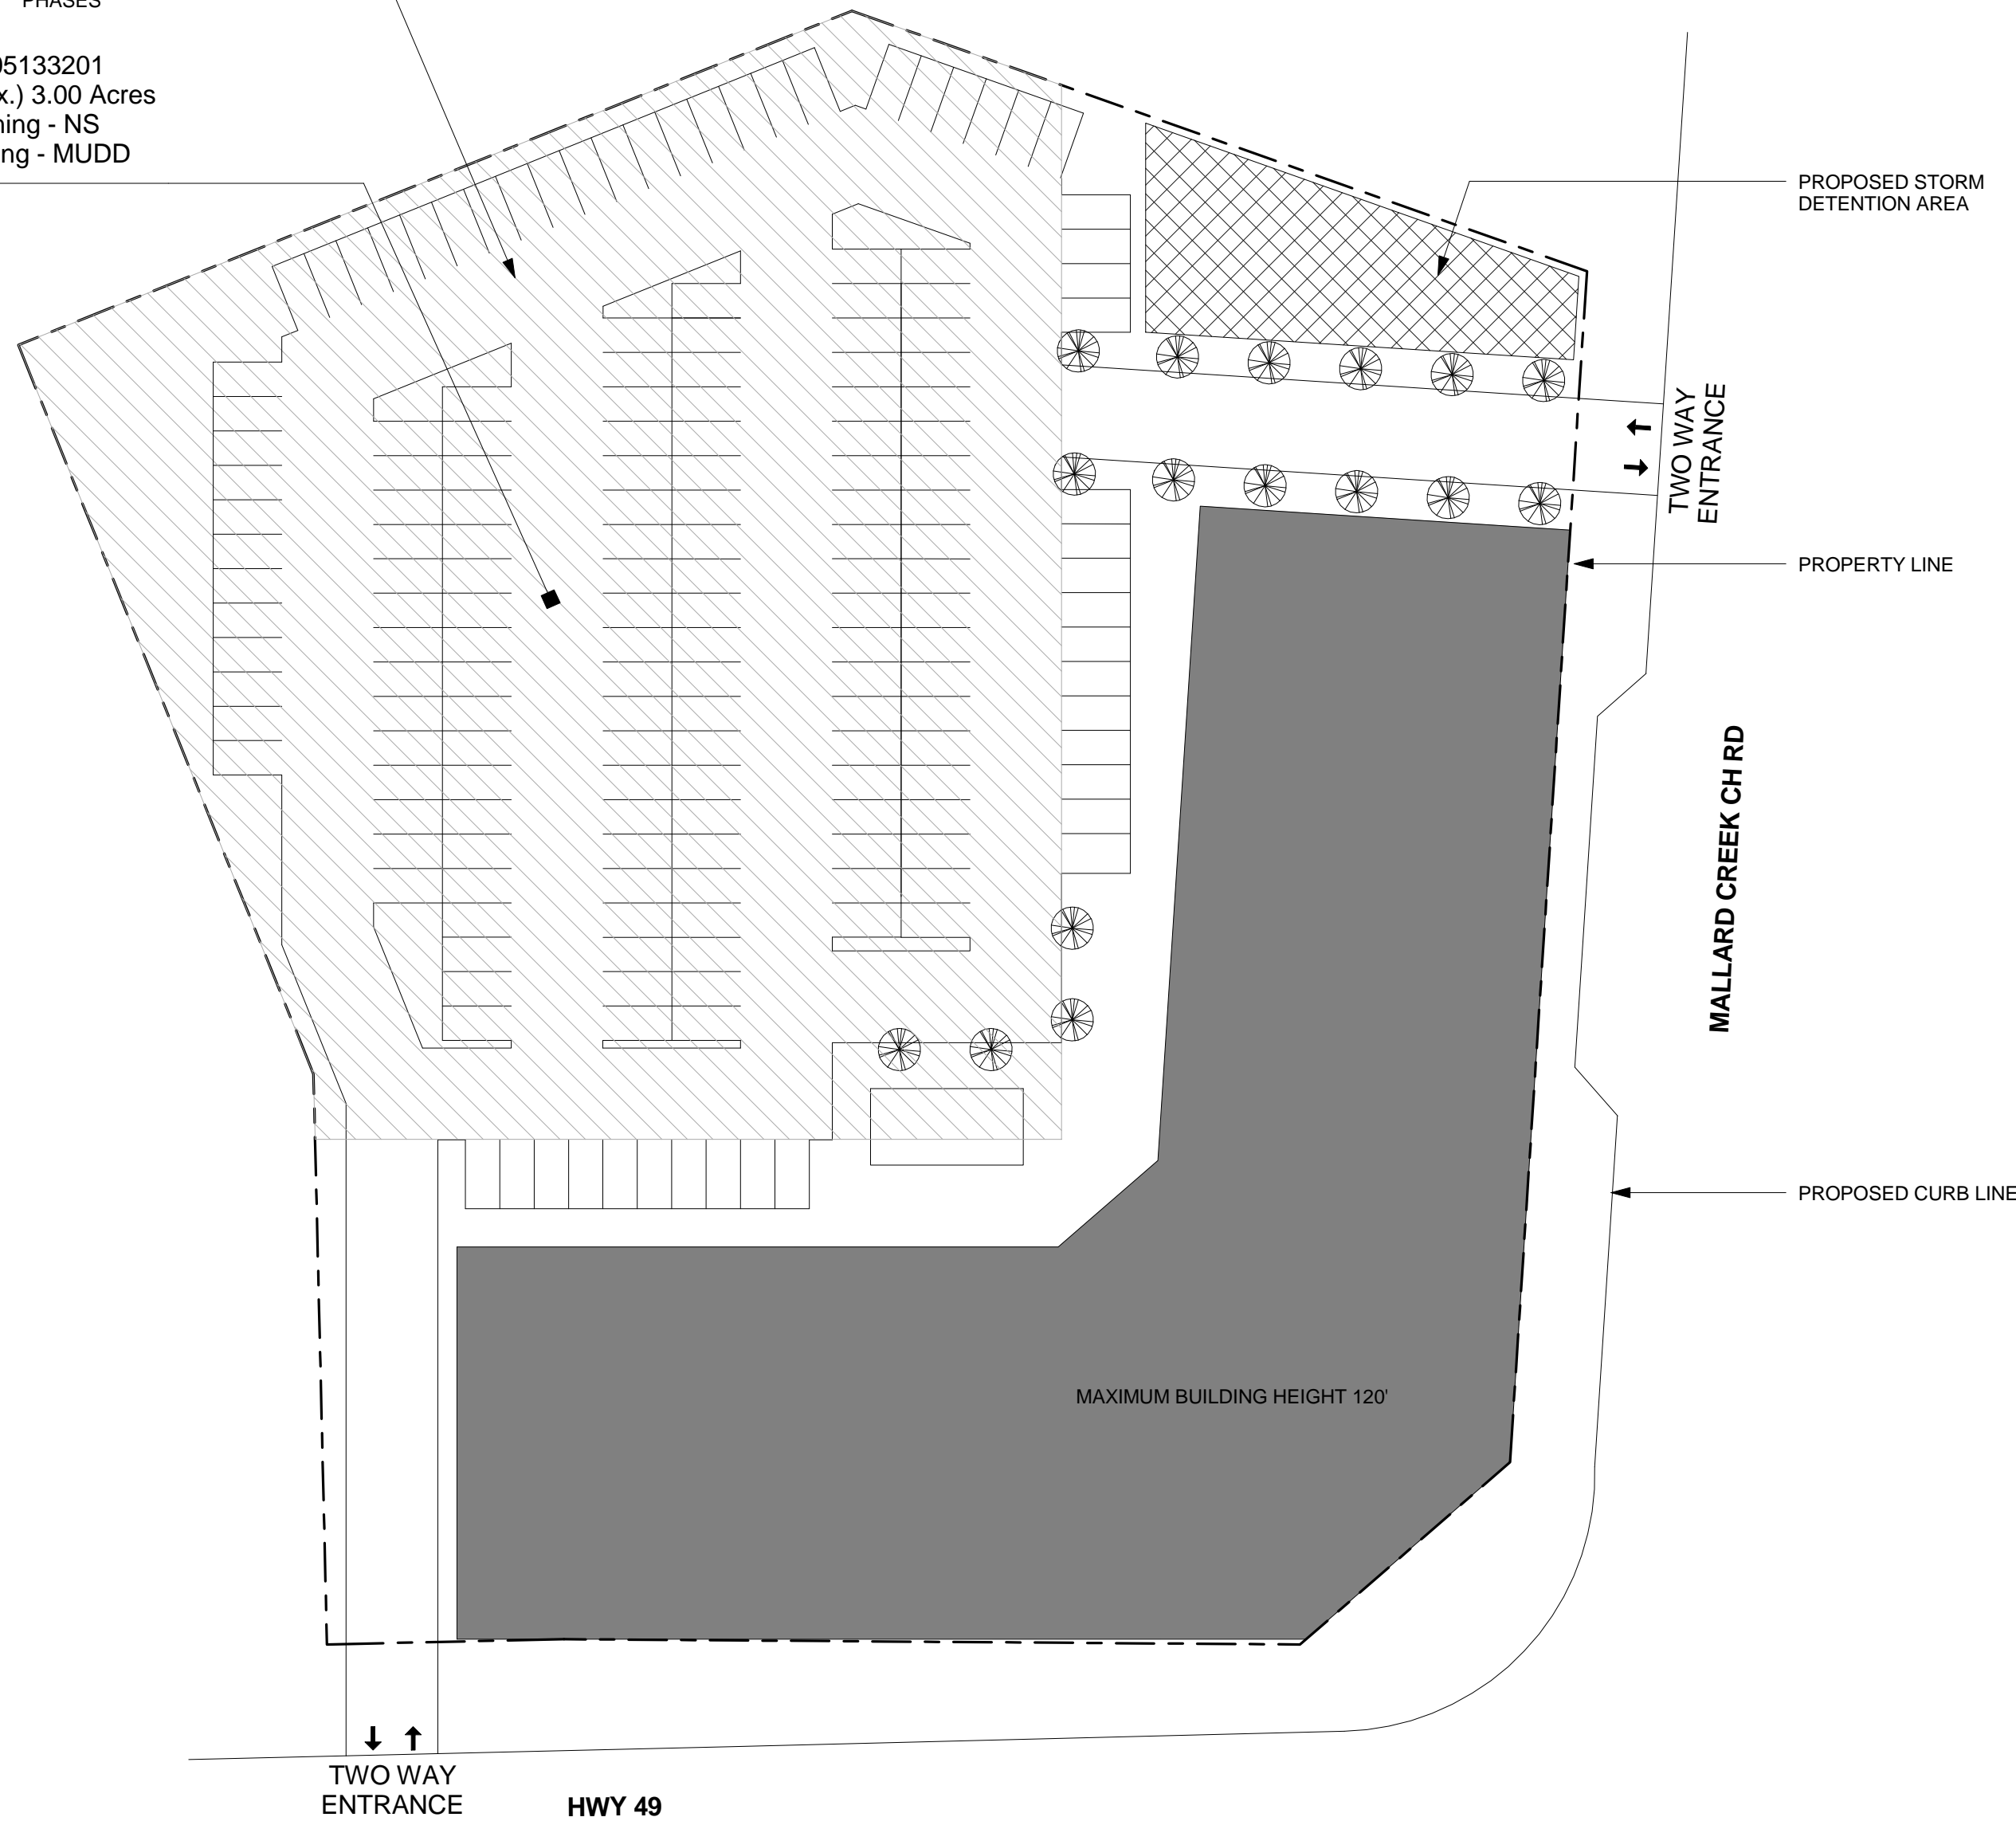 PHASES
05133201
x.) 3.00 Acres
ning - NS
ng - MUDD
PROPOSED STORM
DETENTION AREA
TWO WAY
ENTRANCE
PROPERTY LINE
MALLARD CREEK CH RD
PROPOSED CURB LINE
MAXIMUM BUILDING HEIGHT 120'
TWO WAY
ENTRANCE
HWY 49